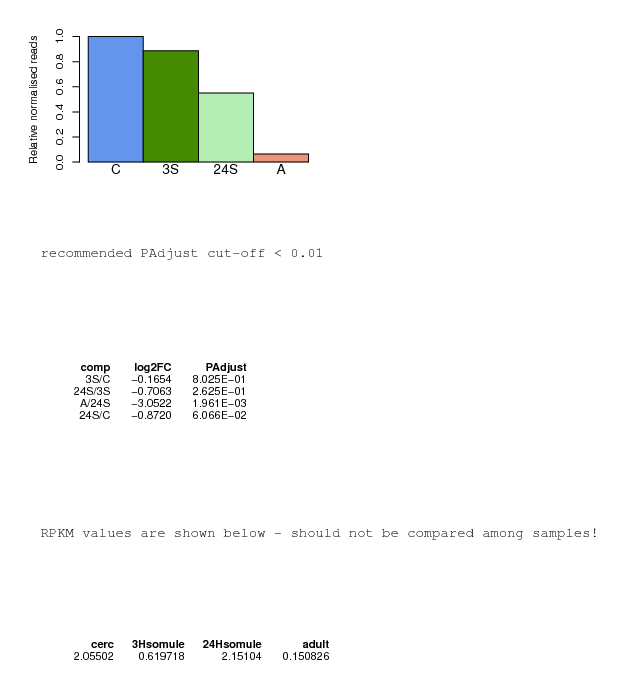 Relative normalised reads
1.0
0.8
0.6
0.4
0.2
0.0
C 3S 24S A
recommended PAdjust cut-off < 0.01
comp log2FC PAdjust
3S/C −0.1654 8.025E−01
24S/3S −0.7063 2.625E−01
A/24S −3.0522 1.961E−03
24S/C −0.8720 6.066E−02
RPKM values are shown below - should not be compared among samples!
cerc 3Hsomule 24Hsomule adult
2.05502 0.619718 2.15104 0.150826